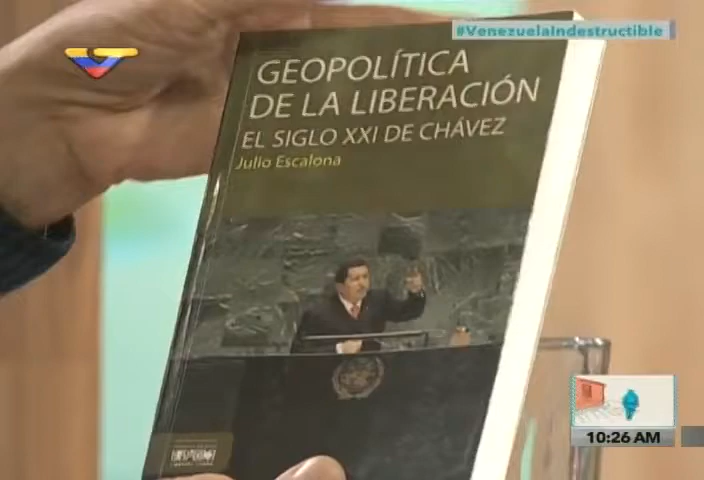 #VenezuelaIndestructible
GEOPOLÍTICA
DE LA LIBERACIÓN
EL SIGLO XXI DE CHÁVEZ
Julio Escalona
10:26 AM